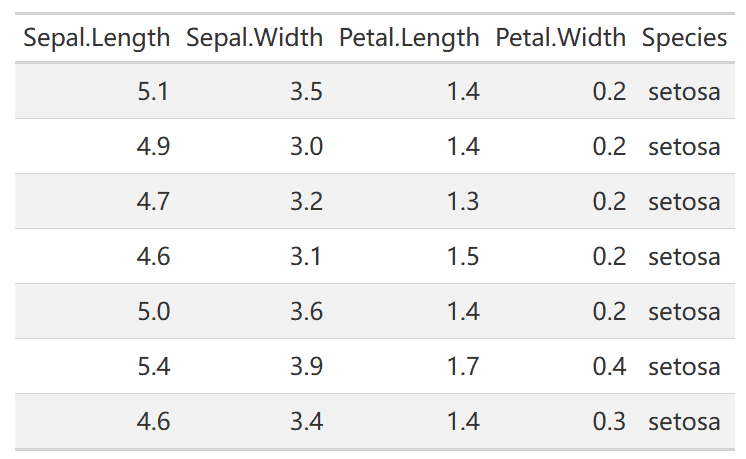 Sepal.Length Sepal.Width Petal.Length Petal.Width Species
5.1 3.5 1.4 0.2 setosa
4.9 3.0 1.4 0.2 setosa
4.7 3.2 1.3 0.2 setosa
4.6 3.1 1.5 0.2 setosa
5.0 3.6 1.4 0.2 setosa
5.4 3.9 1.7 0.4 setosa
4.6 3.4 1.4 0.3 setosa